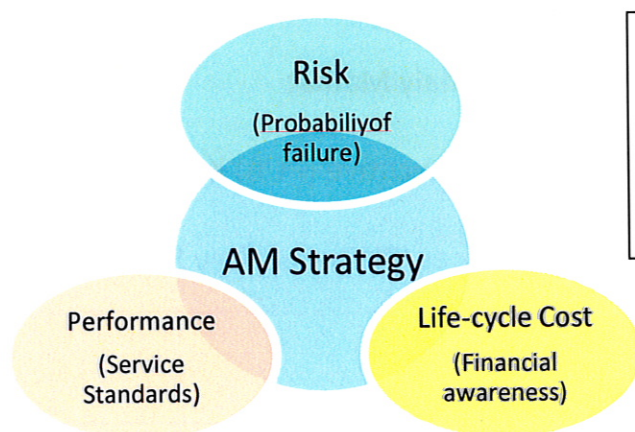 Risk
(Probabiliyof
failure)
AM Strategy
Performance
(Service
Standards)
Life-cycle Cost
(Financial
awareness)